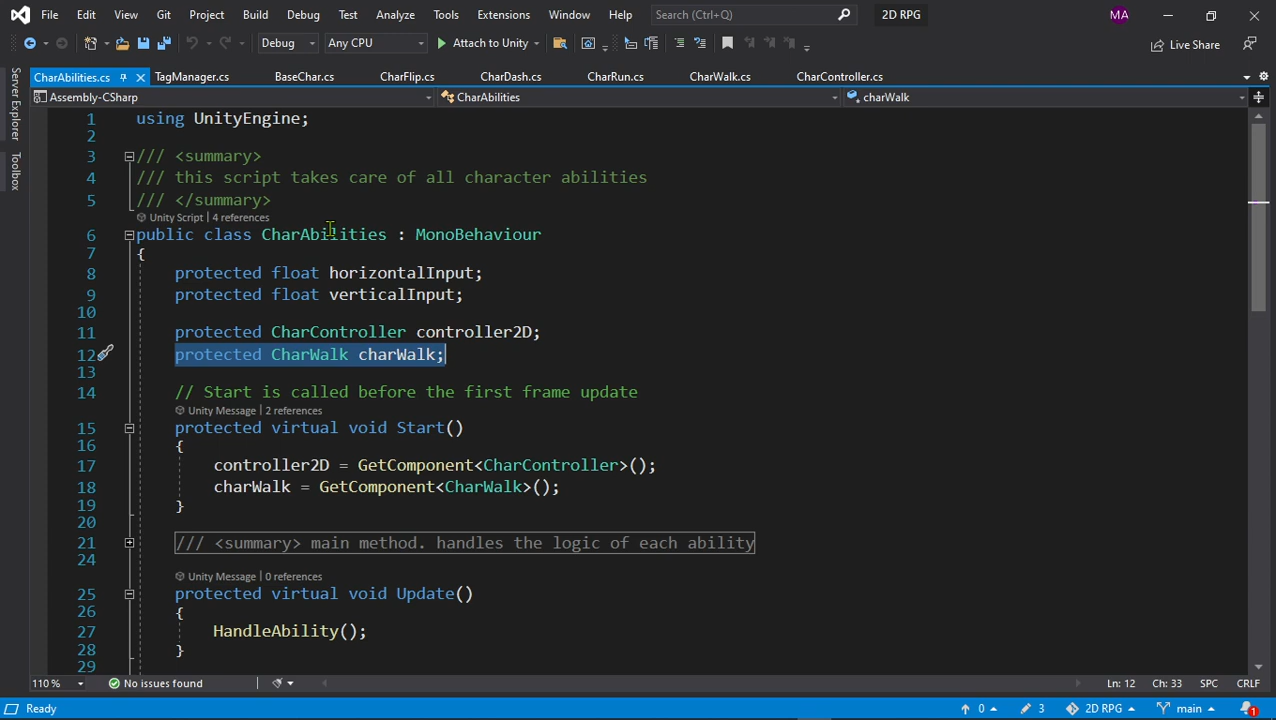 File Edit View Git Project Build Debug Test Analyze Tools Extensions Window Help Search (Ctrl+Q) 2D RPG MA
Debug Any CPU Attach to Unity Live Share
CharAbilities.cs TagManager.cs BaseChar.cs CharFlip.cs CharDash.cs CharRun.cs CharWalk.cs CharController.cs
Server Explorer
Toolbox
Assembly-CSharp CharAbilities charWalk
1 using UnityEngine;
2
3 /// <summary>
4 /// this script takes care of all character abilities
5 /// </summary>
Unity Script | 4 references
6 public class CharAbilities : MonoBehaviour
7 {
8 protected float horizontalInput;
9 protected float verticalInput;
10
11 protected CharController controller2D;
12 protected CharWalk charWalk;
13
14 // Start is called before the first frame update
Unity Message | 2 references
15 protected virtual void Start()
16 {
17 controller2D = GetComponent<CharController>();
18 charWalk = GetComponent<CharWalk>();
19 }
20
21 /// <summary> main method. handles the logic of each ability
24
Unity Message | 0 references
25 protected virtual void Update()
26 {
27 HandleAbility();
28 }
29
110 % No issues found Ln: 12 Ch: 33 SPC CRLF
Ready 0 3 2D RPG main 1